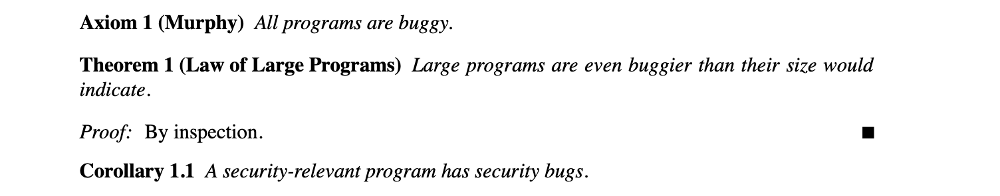 Axiom 1 (Murphy) All programs are buggy.
Theorem 1 (Law of Large Programs) Large programs are even buggier than their size would
indicate.
Proof: By inspection. ■
Corollary 1.1 A security-relevant program has security bugs.